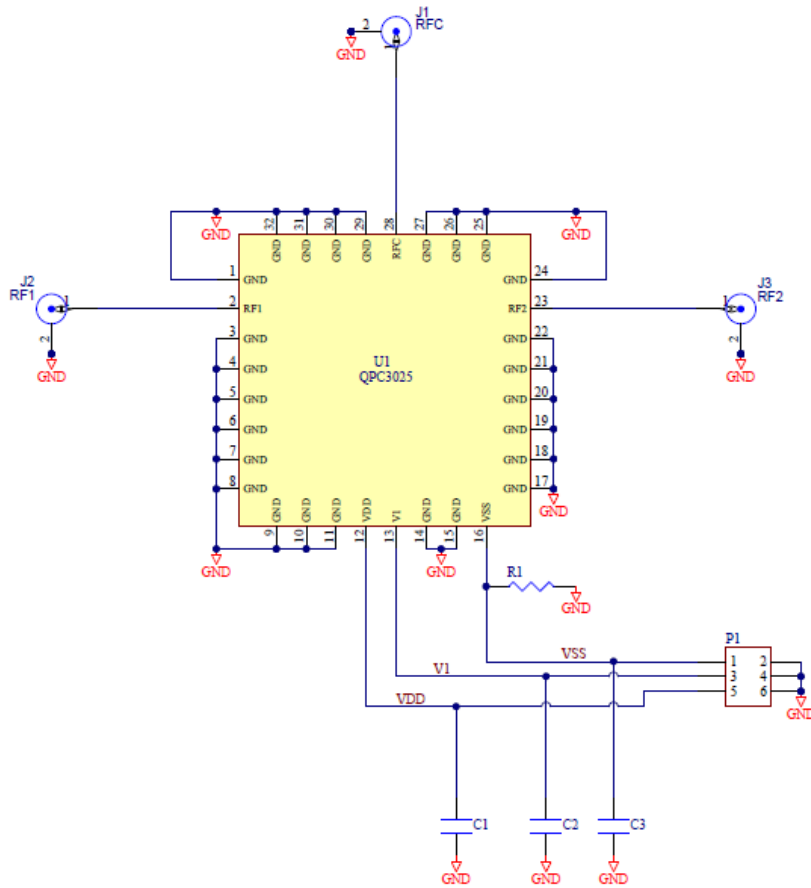 J1
RFC
2
1
GND
GND
32
31
30
29
28
27
26
25
GND
GND
GND
GND
GND
RFC
GND
GND
GND
1
GND
GND
24
J2
RF1
1
2
RF1
RF2
23
1
J3
RF2
3
GND
GND
22
2
2
4
GND
GND
21
GND
GND
U1
QPC3025
5
GND
GND
20
6
GND
GND
19
7
GND
GND
18
8
GND
GND
17
GND
GND
GND
GND
VDD
V1
GND
GND
VSS
9
10
11
12
13
14
15
16
GND
GND
R1
GND
P1
VSS
1
2
V1
3
4
VDD
5
6
GND
C1
C2
C3
GND
GND
GND